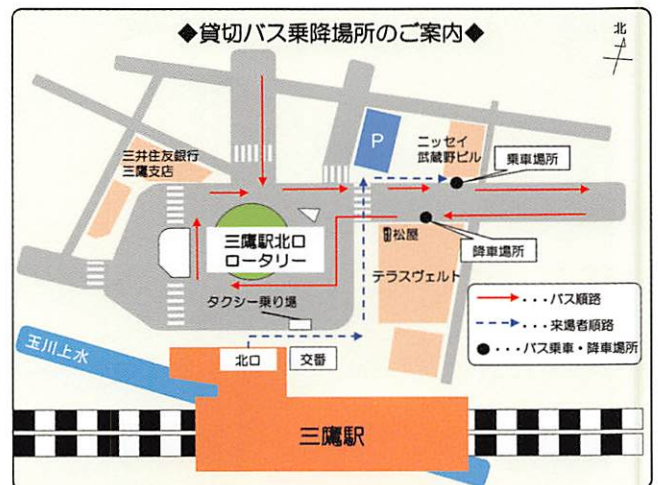 ◆貸切バス乗降場所のご案内◆
北
P
ニッセイ
武蔵野ビル
乗車場所
三井住友銀行
三鷹支店
三鷹駅北口
ロータリー
松屋
降車場所
テラスヴェルト
タクシー乗り場
・・・バス順路
・・・来場者順路
・・・バス乗車・降車場所
玉川上水
北口
交番
三鷹駅